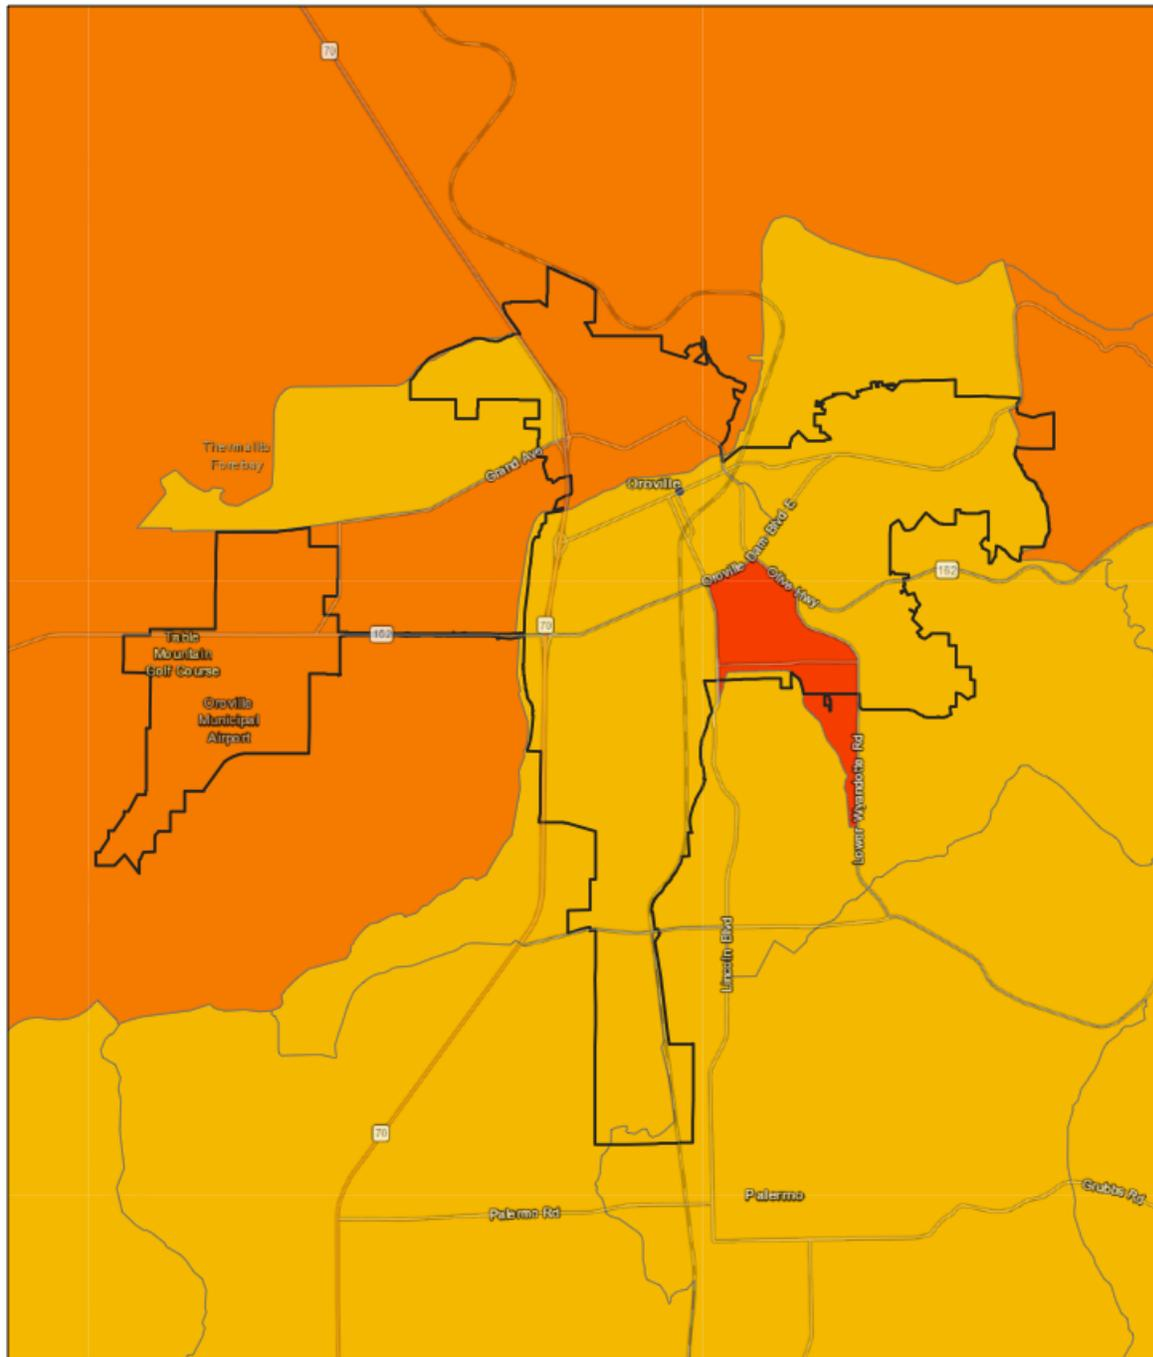 70
Thermalito
Forebay
Grand Ave
Oroville
Oroville Dam Blvd E
Olive Hwy
162
70
162
Table
Mountain
Golf Course
Oroville
Municipal
Airport
Lower Wyandotte Rd
Lincoln Blvd
70
Palermo
Grubbs Rd
Palermo Rd